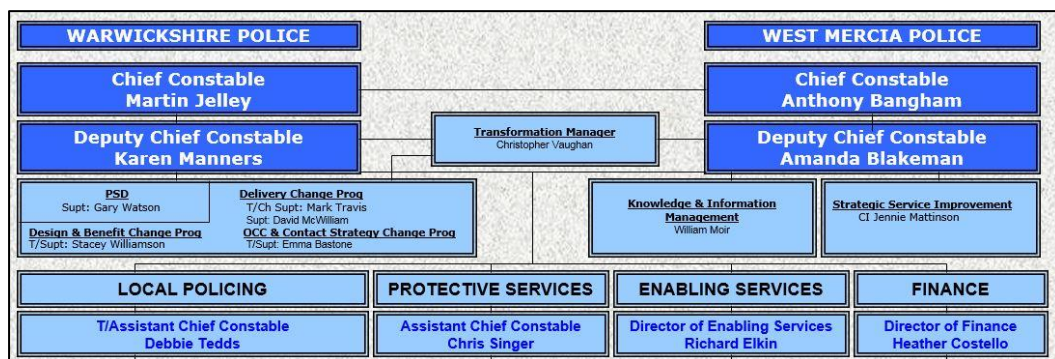 WARWICKSHIRE POLICE
WEST MERCIA POLICE
Chief Constable
Martin Jelley
Chief Constable
Anthony Bangham
Deputy Chief Constable
Karen Manners
Transformation Manager
Christopher Vaughan
Deputy Chief Constable
Amanda Blakeman
PSD
Supt: Gary Watson
Design & Benefit Change Prog
T/Supt: Stacey Williamson
Delivery Change Prog
T/Ch Supt: Mark Travis
Supt: David McWilliam
OCC & Contact Strategy Change Prog
T/Supt: Emma Bastone
Knowledge & Information
Management
William Moir
Strategic Service Improvement
CI Jennie Mattinson
LOCAL POLICING
PROTECTIVE SERVICES
ENABLING SERVICES
FINANCE
T/Assistant Chief Constable
Debbie Tedds
Assistant Chief Constable
Chris Singer
Director of Enabling Services
Richard Elkin
Director of Finance
Heather Costello